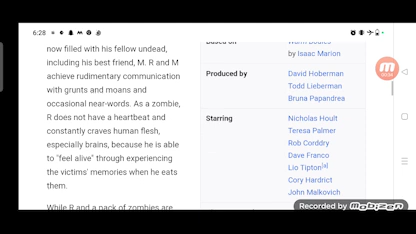 6:28
now filled with his fellow undead,
including his best friend, M. R and M
achieve rudimentary communication
with grunts and moans and
occasional near-words. As a zombie,
R does not have a heartbeat and
constantly craves human flesh,
especially brains, because he is able
to "feel alive" through experiencing
the victims' memories when he eats
them.
While R and a pack of zombies are
Based on Warm Bodies
by Isaac Marion
Produced by David Hoberman
Todd Lieberman
Bruna Papandrea
Starring Nicholas Hoult
Teresa Palmer
Rob Corddry
Dave Franco
Lio Tipton[a]
Cory Hardrict
John Malkovich
Recorded by MOBIZEN